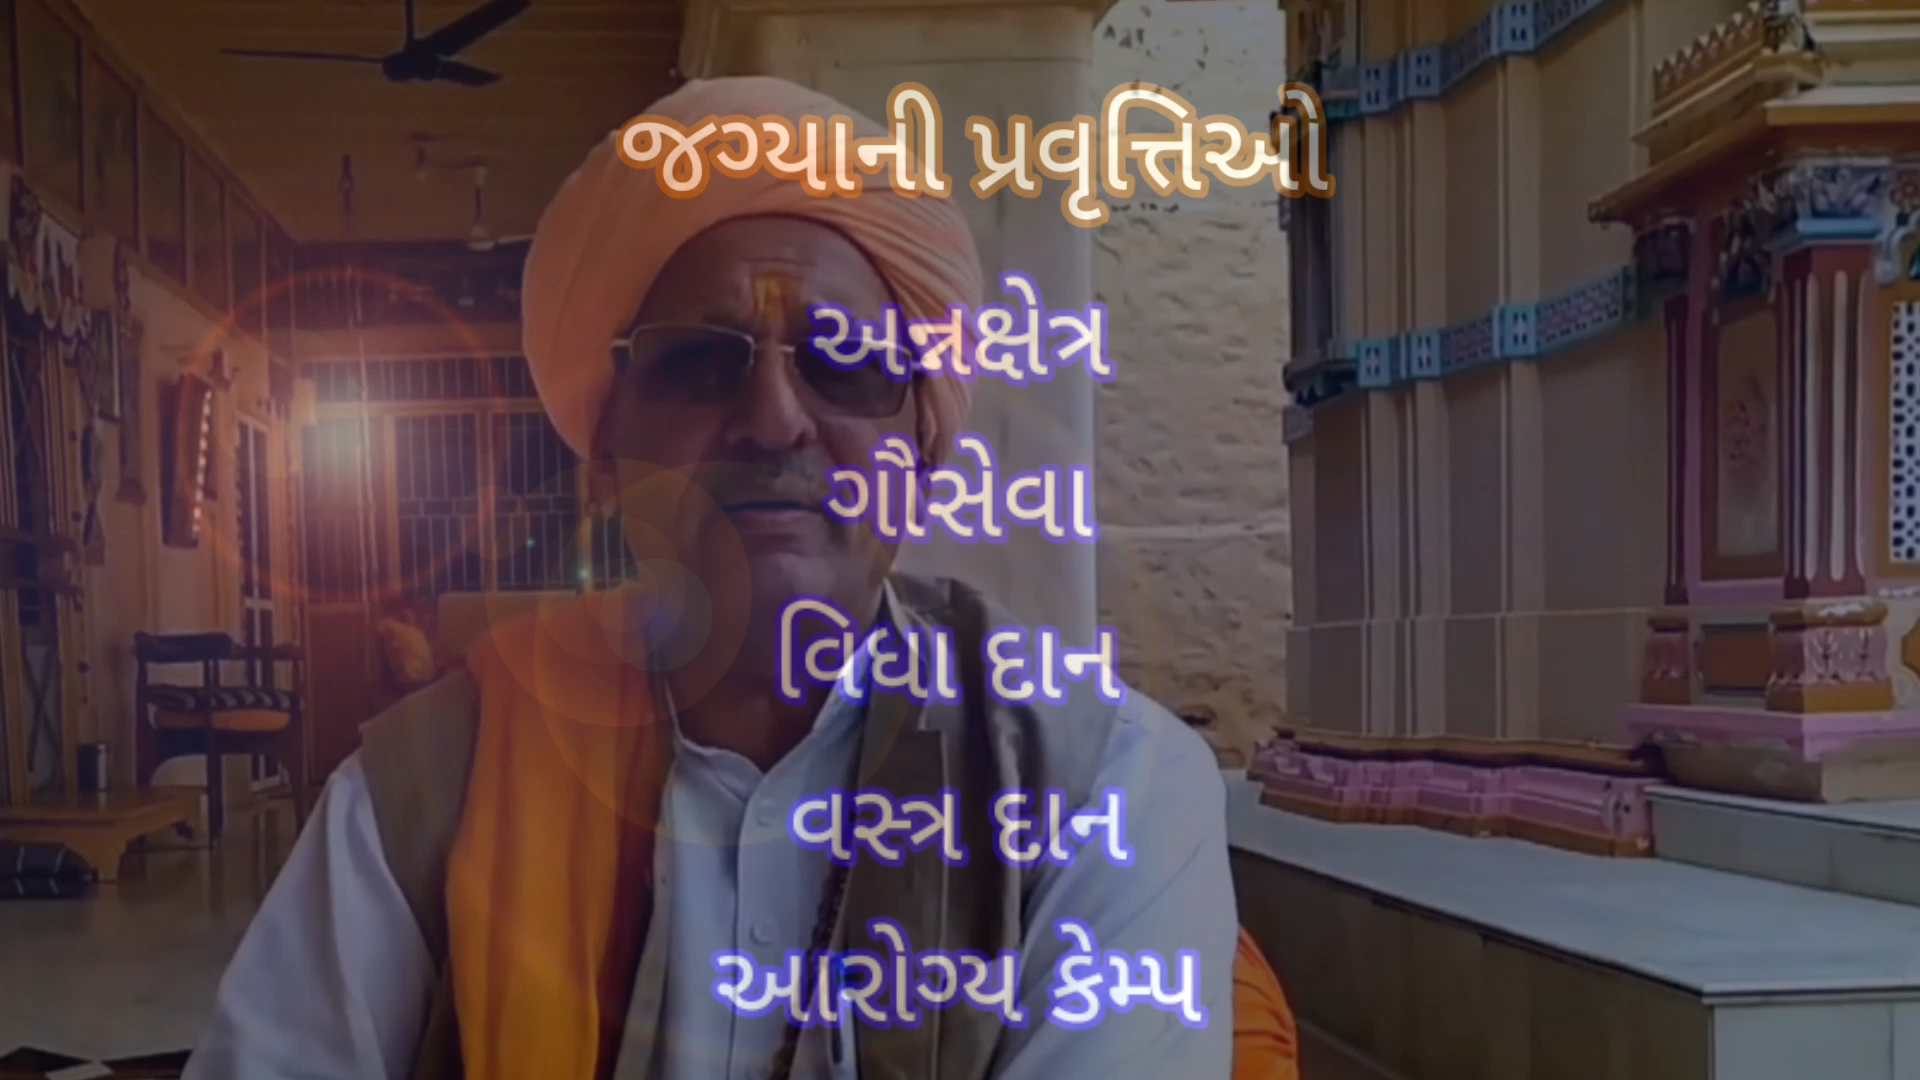 જગ્યાની પ્રવૃત્તિઓ
અન્નક્ષેત્ર
ગૌસેવા
વિધા દાન
વસ્ત્ર દાન
આરોગ્ય કેમ્પ